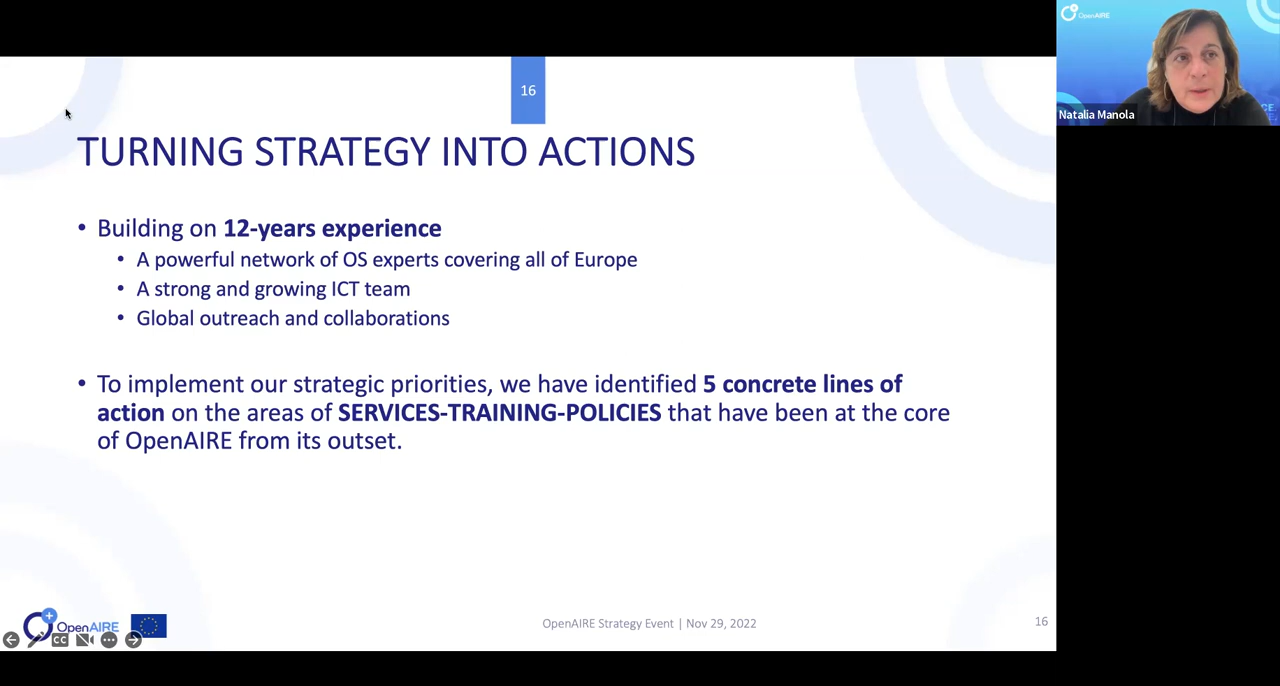 16
TURNING STRATEGY INTO ACTIONS
• Building on 12-years experience
• A powerful network of OS experts covering all of Europe
• A strong and growing ICT team
• Global outreach and collaborations
• To implement our strategic priorities, we have identified 5 concrete lines of
action on the areas of SERVICES-TRAINING-POLICIES that have been at the core
of OpenAIRE from its outset.
OpenAIRE
CC
OpenAIRE Strategy Event | Nov 29, 2022
16
OpenAIRE
Natalia Manola